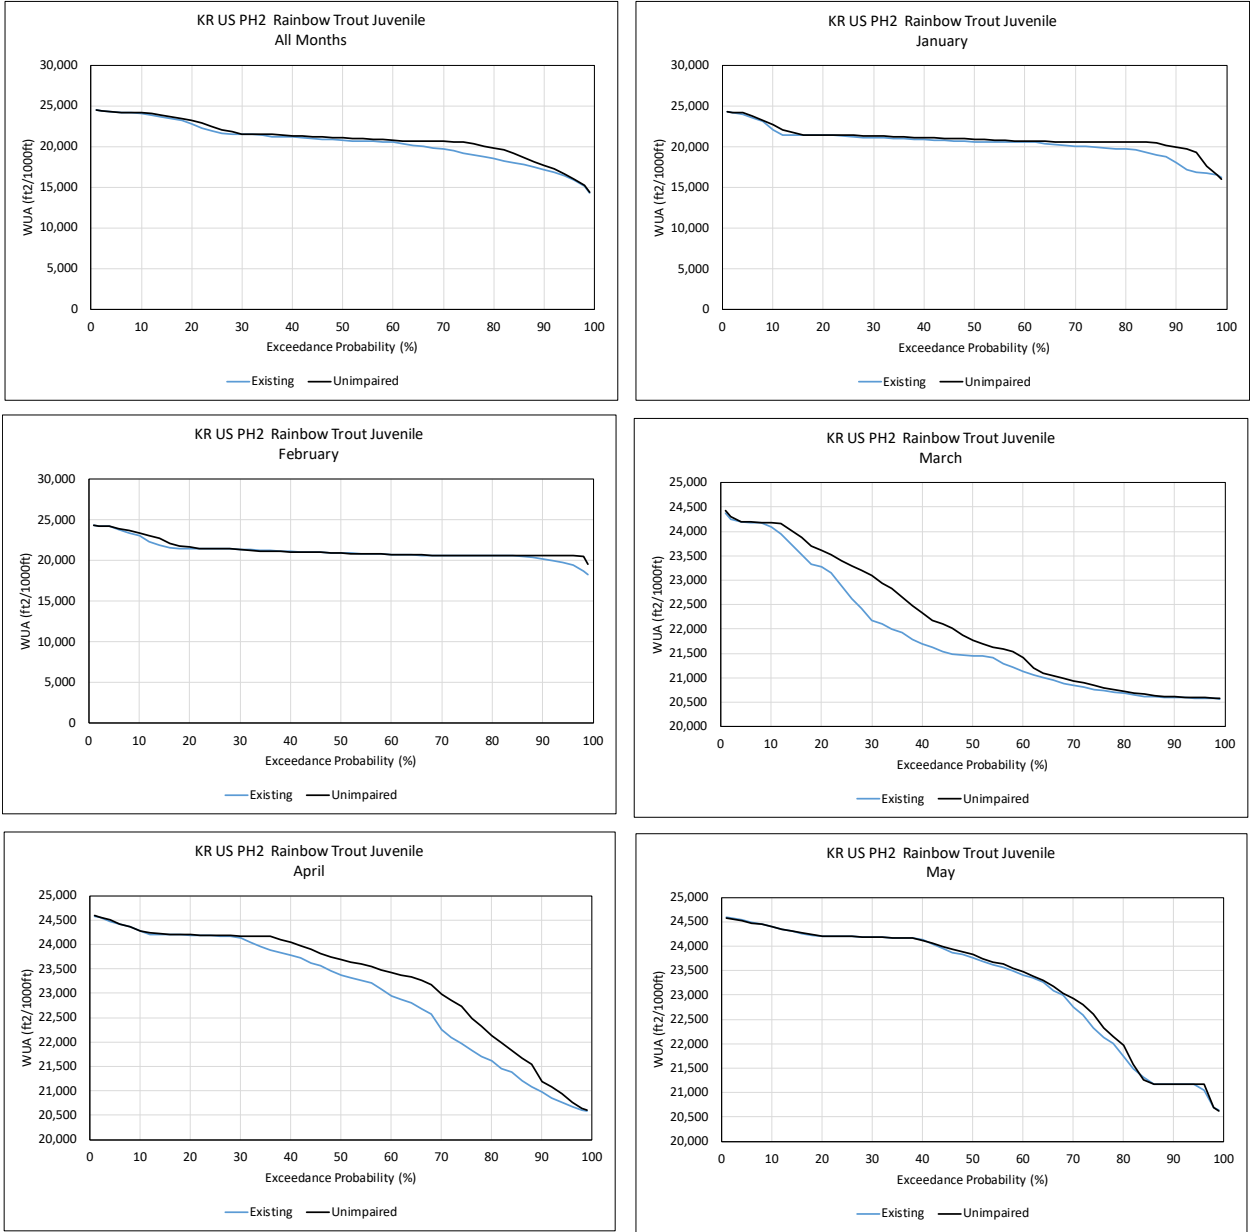 KR US PH2 Rainbow Trout Juvenile
All Months
30,000
25,000
20,000
15,000
10,000
5,000
0
WUA (ft2/1000ft)
0 10 20 30 40 50 60 70 80 90 100
Exceedance Probability (%)
Existing Unimpaired
KR US PH2 Rainbow Trout Juvenile
January
30,000
25,000
20,000
15,000
10,000
5,000
0
WUA (ft2/1000ft)
0 10 20 30 40 50 60 70 80 90 100
Exceedance Probability (%)
Existing Unimpaired
KR US PH2 Rainbow Trout Juvenile
February
30,000
25,000
20,000
15,000
10,000
5,000
0
WUA (ft2/1000ft)
0 10 20 30 40 50 60 70 80 90 100
Exceedance Probability (%)
Existing Unimpaired
KR US PH2 Rainbow Trout Juvenile
March
25,000
24,500
24,000
23,500
23,000
22,500
22,000
21,500
21,000
20,500
20,000
WUA (ft2/1000ft)
0 10 20 30 40 50 60 70 80 90 100
Exceedance Probability (%)
Existing Unimpaired
KR US PH2 Rainbow Trout Juvenile
April
25,000
24,500
24,000
23,500
23,000
22,500
22,000
21,500
21,000
20,500
20,000
WUA (ft2/1000ft)
0 10 20 30 40 50 60 70 80 90 100
Exceedance Probability (%)
Existing Unimpaired
KR US PH2 Rainbow Trout Juvenile
May
25,000
24,500
24,000
23,500
23,000
22,500
22,000
21,500
21,000
20,500
20,000
WUA (ft2/1000ft)
0 10 20 30 40 50 60 70 80 90 100
Exceedance Probability (%)
Existing Unimpaired